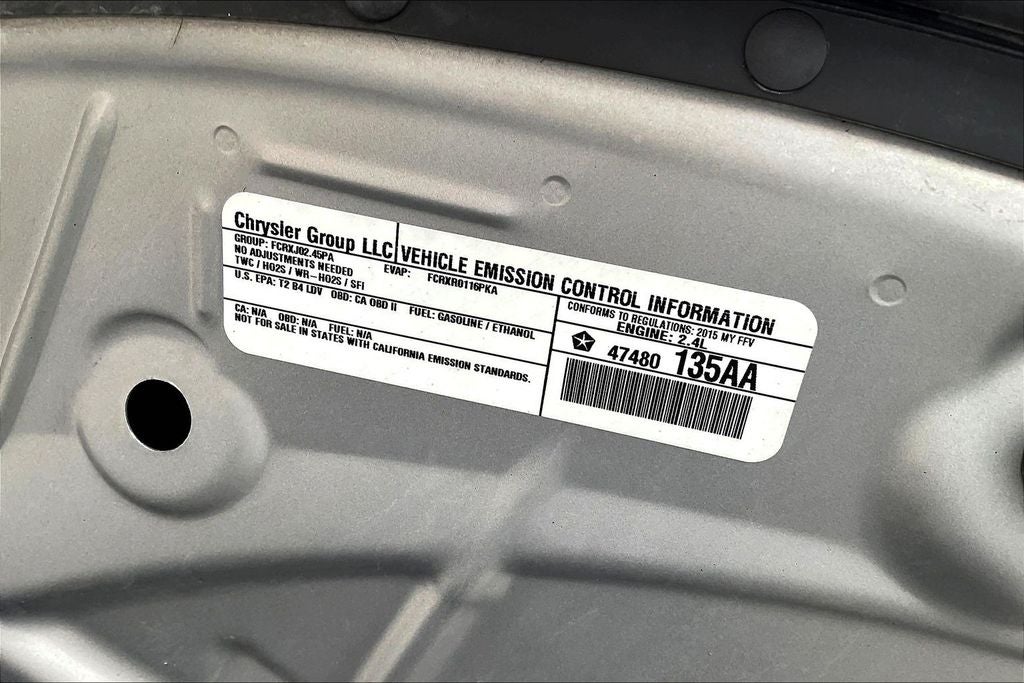 Chrysler Group LLC
VEHICLE EMISSION CONTROL INFORMATION
GROUP: FCRXJ02.45PA
EVAP: FCRXR0116PKA
NO ADJUSTMENTS NEEDED
TWC / HO2S / WR-HO2S / SFI
U.S. EPA: T2 B4 LDV OBD: CA OBD II FUEL: GASOLINE / ETHANOL
CA: N/A OBD: N/A FUEL: N/A
NOT FOR SALE IN STATES WITH CALIFORNIA EMISSION STANDARDS.
CONFORMS TO REGULATIONS: 2015 MY FFV
ENGINE: 2.4L
47480 135AA